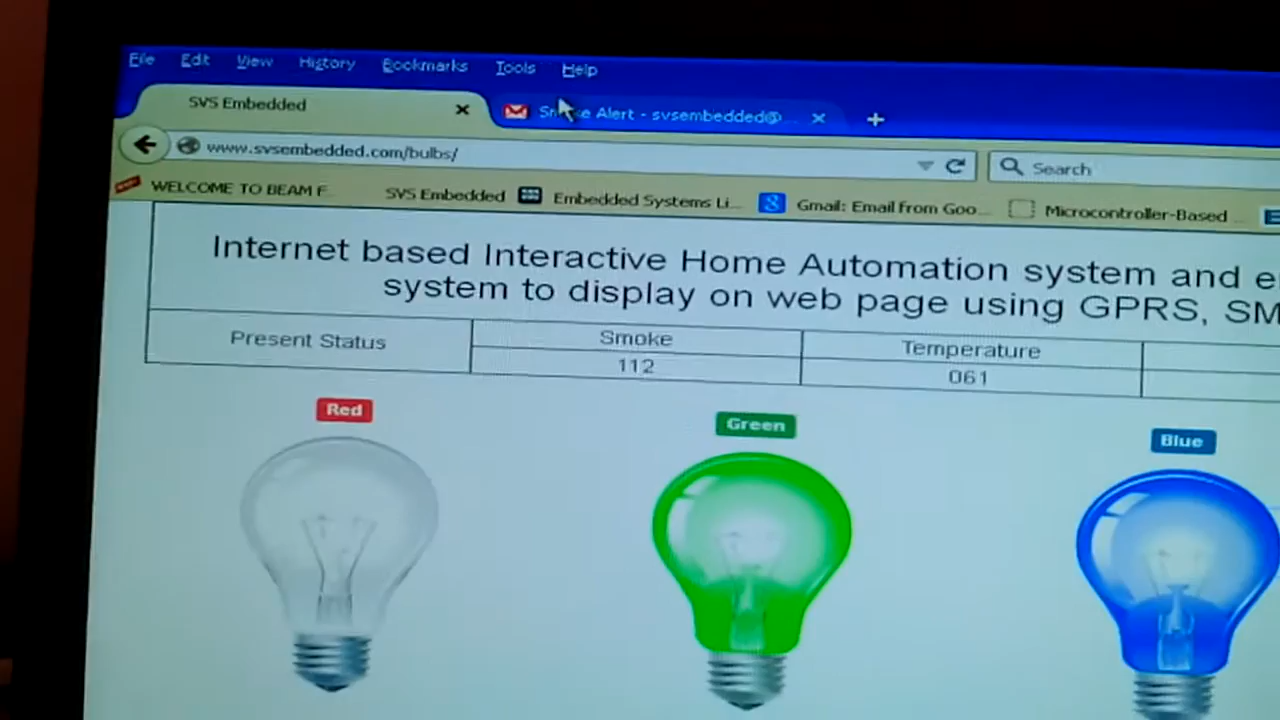 File Edit View History Bookmarks Tools Help
SVS Embedded
Alert - svsembedded@...
www.svsembedded.com/bulbs/
Search
WELCOME TO BEAM F... SVS Embedded Embedded Systems Li... Gmail: Email from Goo... Microcontroller-Based ...
Internet based Interactive Home Automation system and e
system to display on web page using GPRS, SM
Present Status
Smoke
Temperature
112
061
Red
Green
Blue